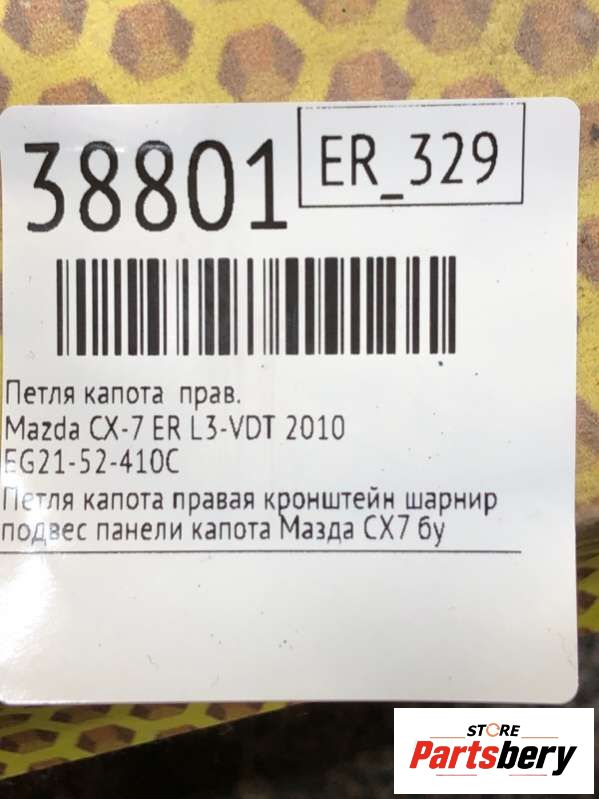 38801
ER_329
Петля капота прав.
Mazda CX-7 ER L3-VDT 2010
EG21-52-410C
Петля капота правая кронштейн шарнир
подвес панели капота Мазда СХ7 бу
STORE
Partsbery